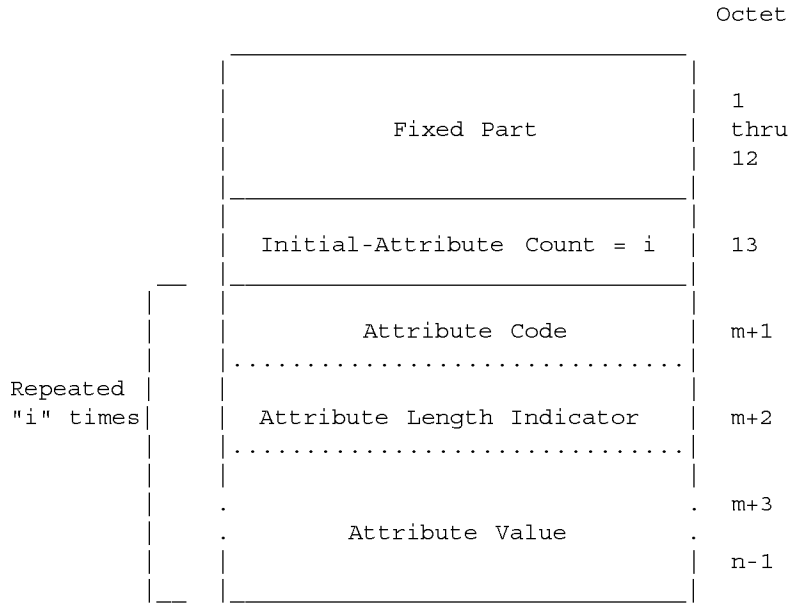 Octet
1
Fixed Part thru
12
Initial-Attribute Count = i 13
Attribute Code m+1
Repeated
"i" times Attribute Length Indicator m+2
m+3
Attribute Value
n-1